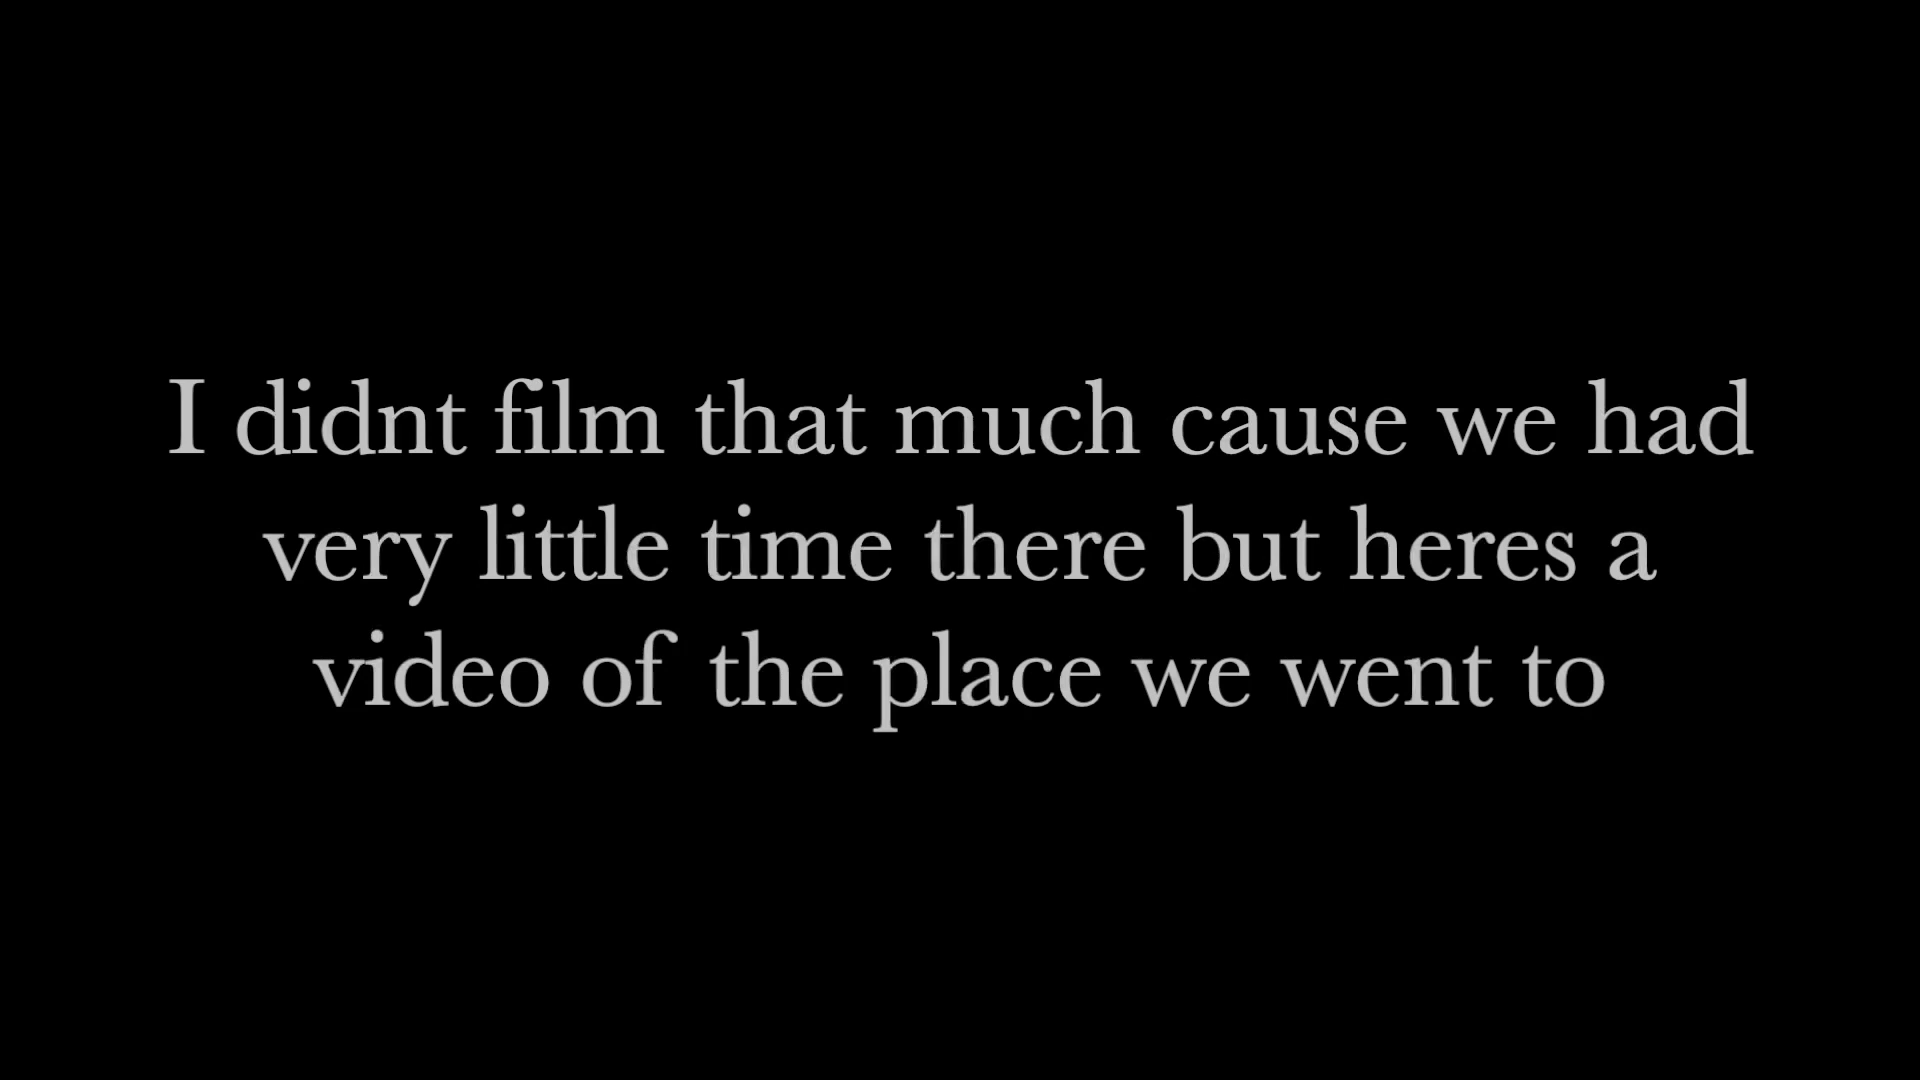 I didnt film that much cause we had
very little time there but heres a
video of the place we went to